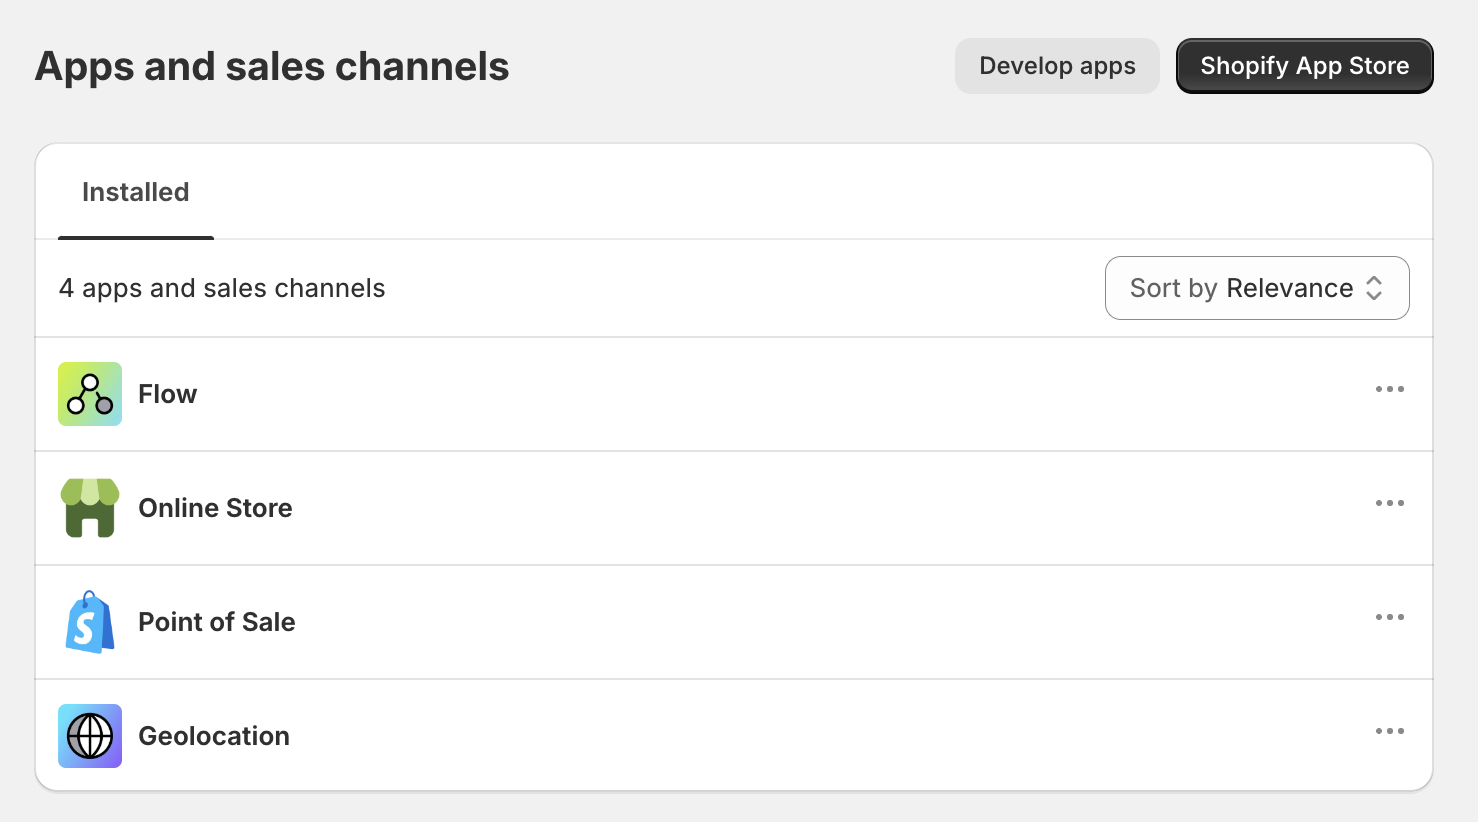 Apps and sales channels
Develop apps
Shopify App Store
Installed
4 apps and sales channels
Sort by Relevance
Flow
Online Store
S
Point of Sale
Geolocation